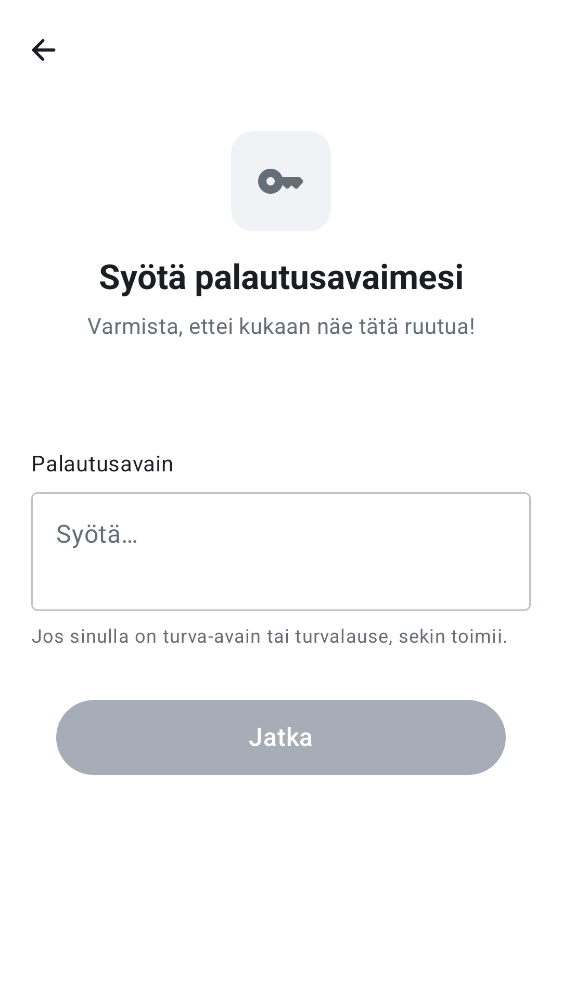 Syötä palautusavaimesi
Varmista, ettei kukaan näe tätä ruutua!
Palautusavain
Syötä…
Jos sinulla on turva-avain tai turvalause, sekin toimii.
Jatka